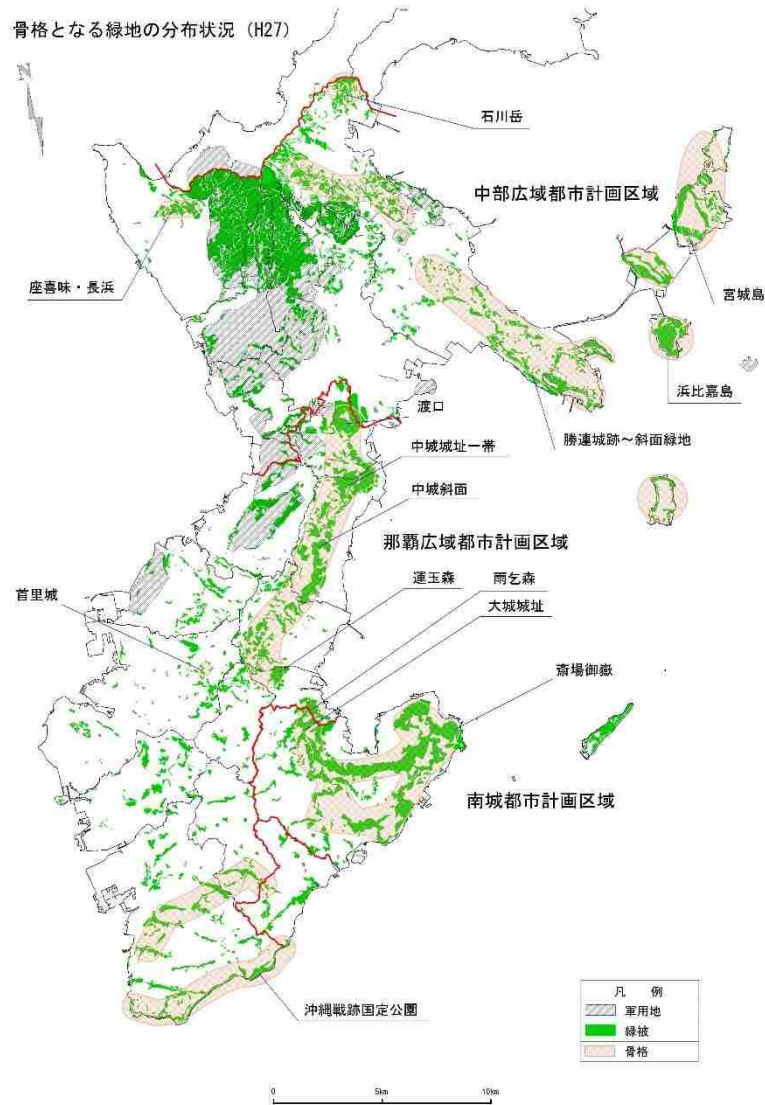 骨格となる緑地の分布状況（H27）
N
石川岳
中部広域都市計画区域
座喜味・長浜
宮城島
浜比嘉島
渡口
勝連城跡～斜面緑地
中城城址一帯
中城斜面
那覇広域都市計画区域
運玉森
雨乞森
首里城
大城城址
斎場御嶽
南城都市計画区域
沖縄戦跡国定公園
凡 例
軍用地
緑被
骨格
0 5km 10km